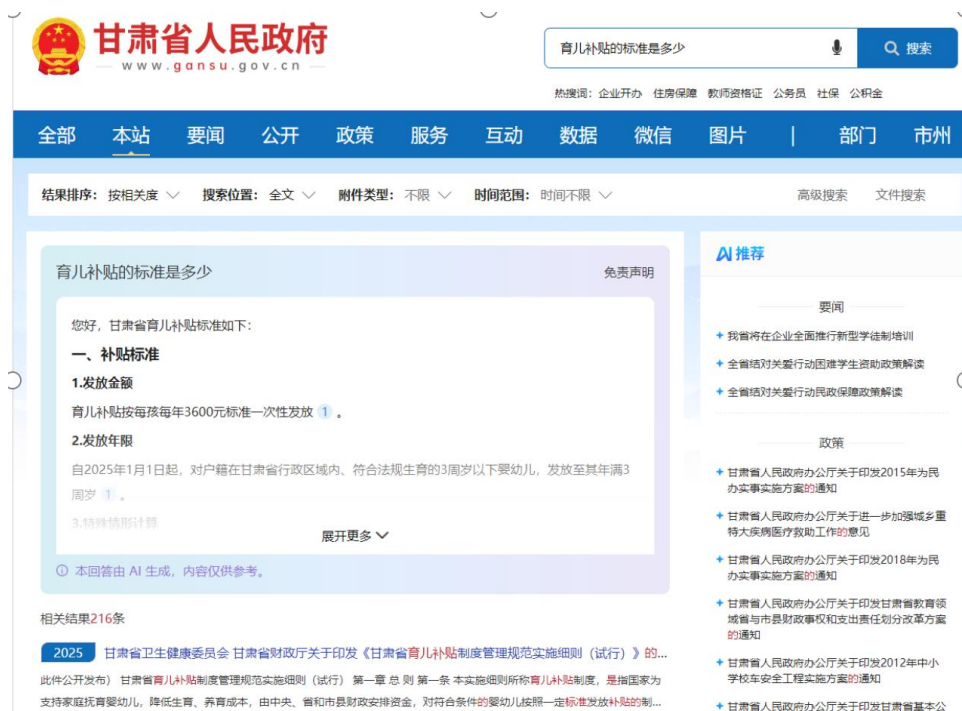 甘肃省人民政府
www.gansu.gov.cn
育儿补贴的标准是多少
搜索
热搜词: 企业开办 住房保障 教师资格证 公务员 社保 公积金
全部 本站 要闻 公开 政策 服务 互动 数据 微信 图片 | 部门 市州
结果排序: 按相关度 搜索位置: 全文 附件类型: 不限 时间范围: 时间不限 高级搜索 文件搜索
育儿补贴的标准是多少 免责声明
您好，甘肃省育儿补贴标准如下：
一、补贴标准
1.发放金额
育儿补贴按每孩每年3600元标准一次性发放 1 。
2.发放年限
自2025年1月1日起，对户籍在甘肃省行政区域内、符合法规生育的3周岁以下婴幼儿，发放至其年满3
周岁 1 。
3.特殊情形计算
展开更多
本回答由 AI 生成，内容仅供参考。
相关结果216条
2025 甘肃省卫生健康委员会 甘肃省财政厅关于印发《甘肃省育儿补贴制度管理规范实施细则（试行）》的...
此件公开发布） 甘肃省育儿补贴制度管理规范实施细则（试行） 第一章 总 则 第一条 本实施细则所称育儿补贴制度，是指国家为
支持家庭抚育婴幼儿，降低生育、养育成本，由中央、省和市县财政安排资金，对符合条件的婴幼儿按照一定标准发放补贴的制...
AI推荐
要闻
我省将在企业全面推行新型学徒制培训
全省结对关爱行动困难学生资助政策解读
全省结对关爱行动民政保障政策解读
政策
甘肃省人民政府办公厅关于印发2015年为民
办实事实施方案的通知
甘肃省人民政府办公厅关于进一步加强城乡重
特大疾病医疗救助工作的意见
甘肃省人民政府办公厅关于印发2018年为民
办实事实施方案的通知
甘肃省人民政府办公厅关于印发甘肃省教育领
域省与市县财政事权和支出责任划分改革方案
的通知
甘肃省人民政府办公厅关于印发2012年中小
学校车安全工程实施方案的通知
甘肃省人民政府办公厅关于印发甘肃省基本公